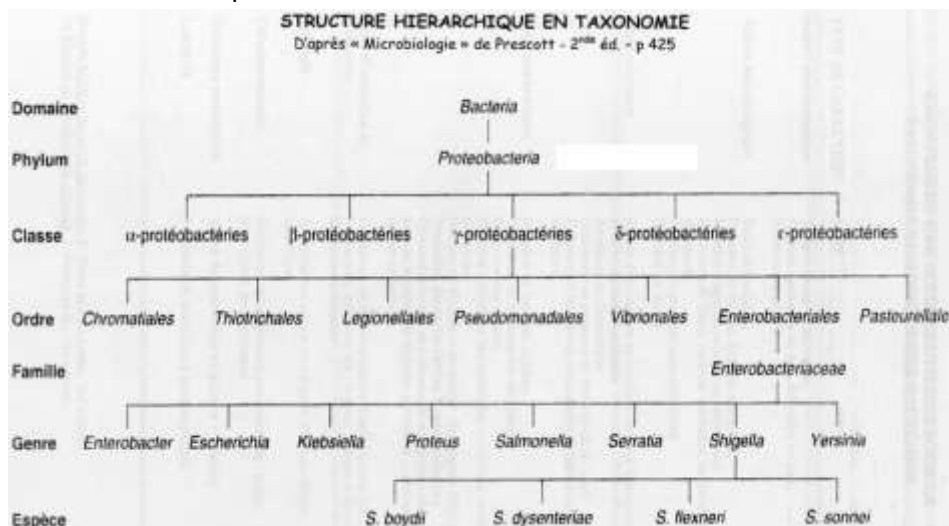 STRUCTURE HIERARCHIQUE EN TAXONOMIE
D'après « Microbiologie » de Prescott - 2nde éd. - p 425
Domaine Bacteria
Phylum Proteobacteria
Classe α-protéobactéries β-protéobactéries γ-protéobactéries δ-protéobactéries ε-protéobactéries
Ordre Chromatiales Thiotrichales Legionellales Pseudomonadales Vibrionales Enterobacteriales Pasteurellale
Famille Enterobacteriaceae
Genre Enterobacter Escherichia Klebsiella Proteus Salmonella Serratia Shigella Yersinia
Espèce S. boydii S. dysenteriae S. flexneri S. sonnei